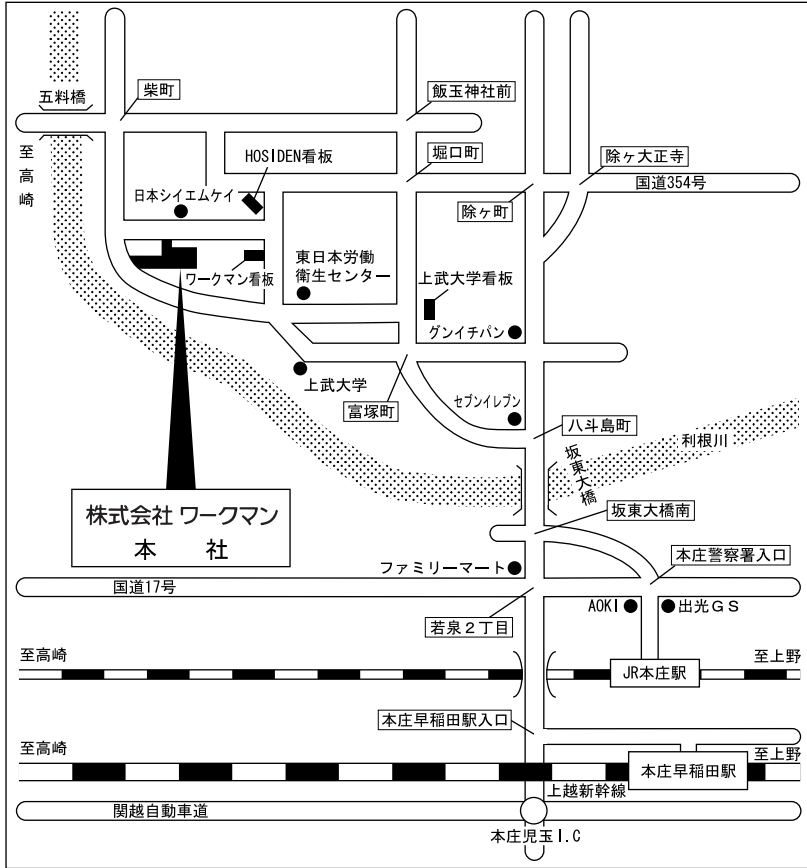 五料橋
柴町
飯玉神社前
至高崎
HOSIDEN看板
堀口町
除ヶ大正寺
国道354号
日本シイエムケイ
除ヶ町
ワークマン看板
東日本労働
衛生センター
上武大学看板
グンイチパン
上武大学
富塚町
セブンイレブン
八斗島町
利根川
坂東大橋
株式会社 ワークマン
本 社
坂東大橋南
ファミリーマート
本庄警察署入口
国道17号
AOKI
出光GS
若泉2丁目
至高崎
至上野
JR本庄駅
本庄早稲田駅入口
至高崎
至上野
本庄早稲田駅
上越新幹線
関越自動車道
本庄児玉I.C